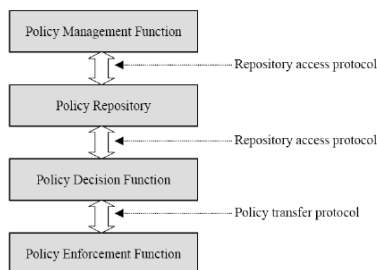 Policy Management Function
Repository access protocol
Policy Repository
Repository access protocol
Policy Decision Function
Policy transfer protocol
Policy Enforcement Function